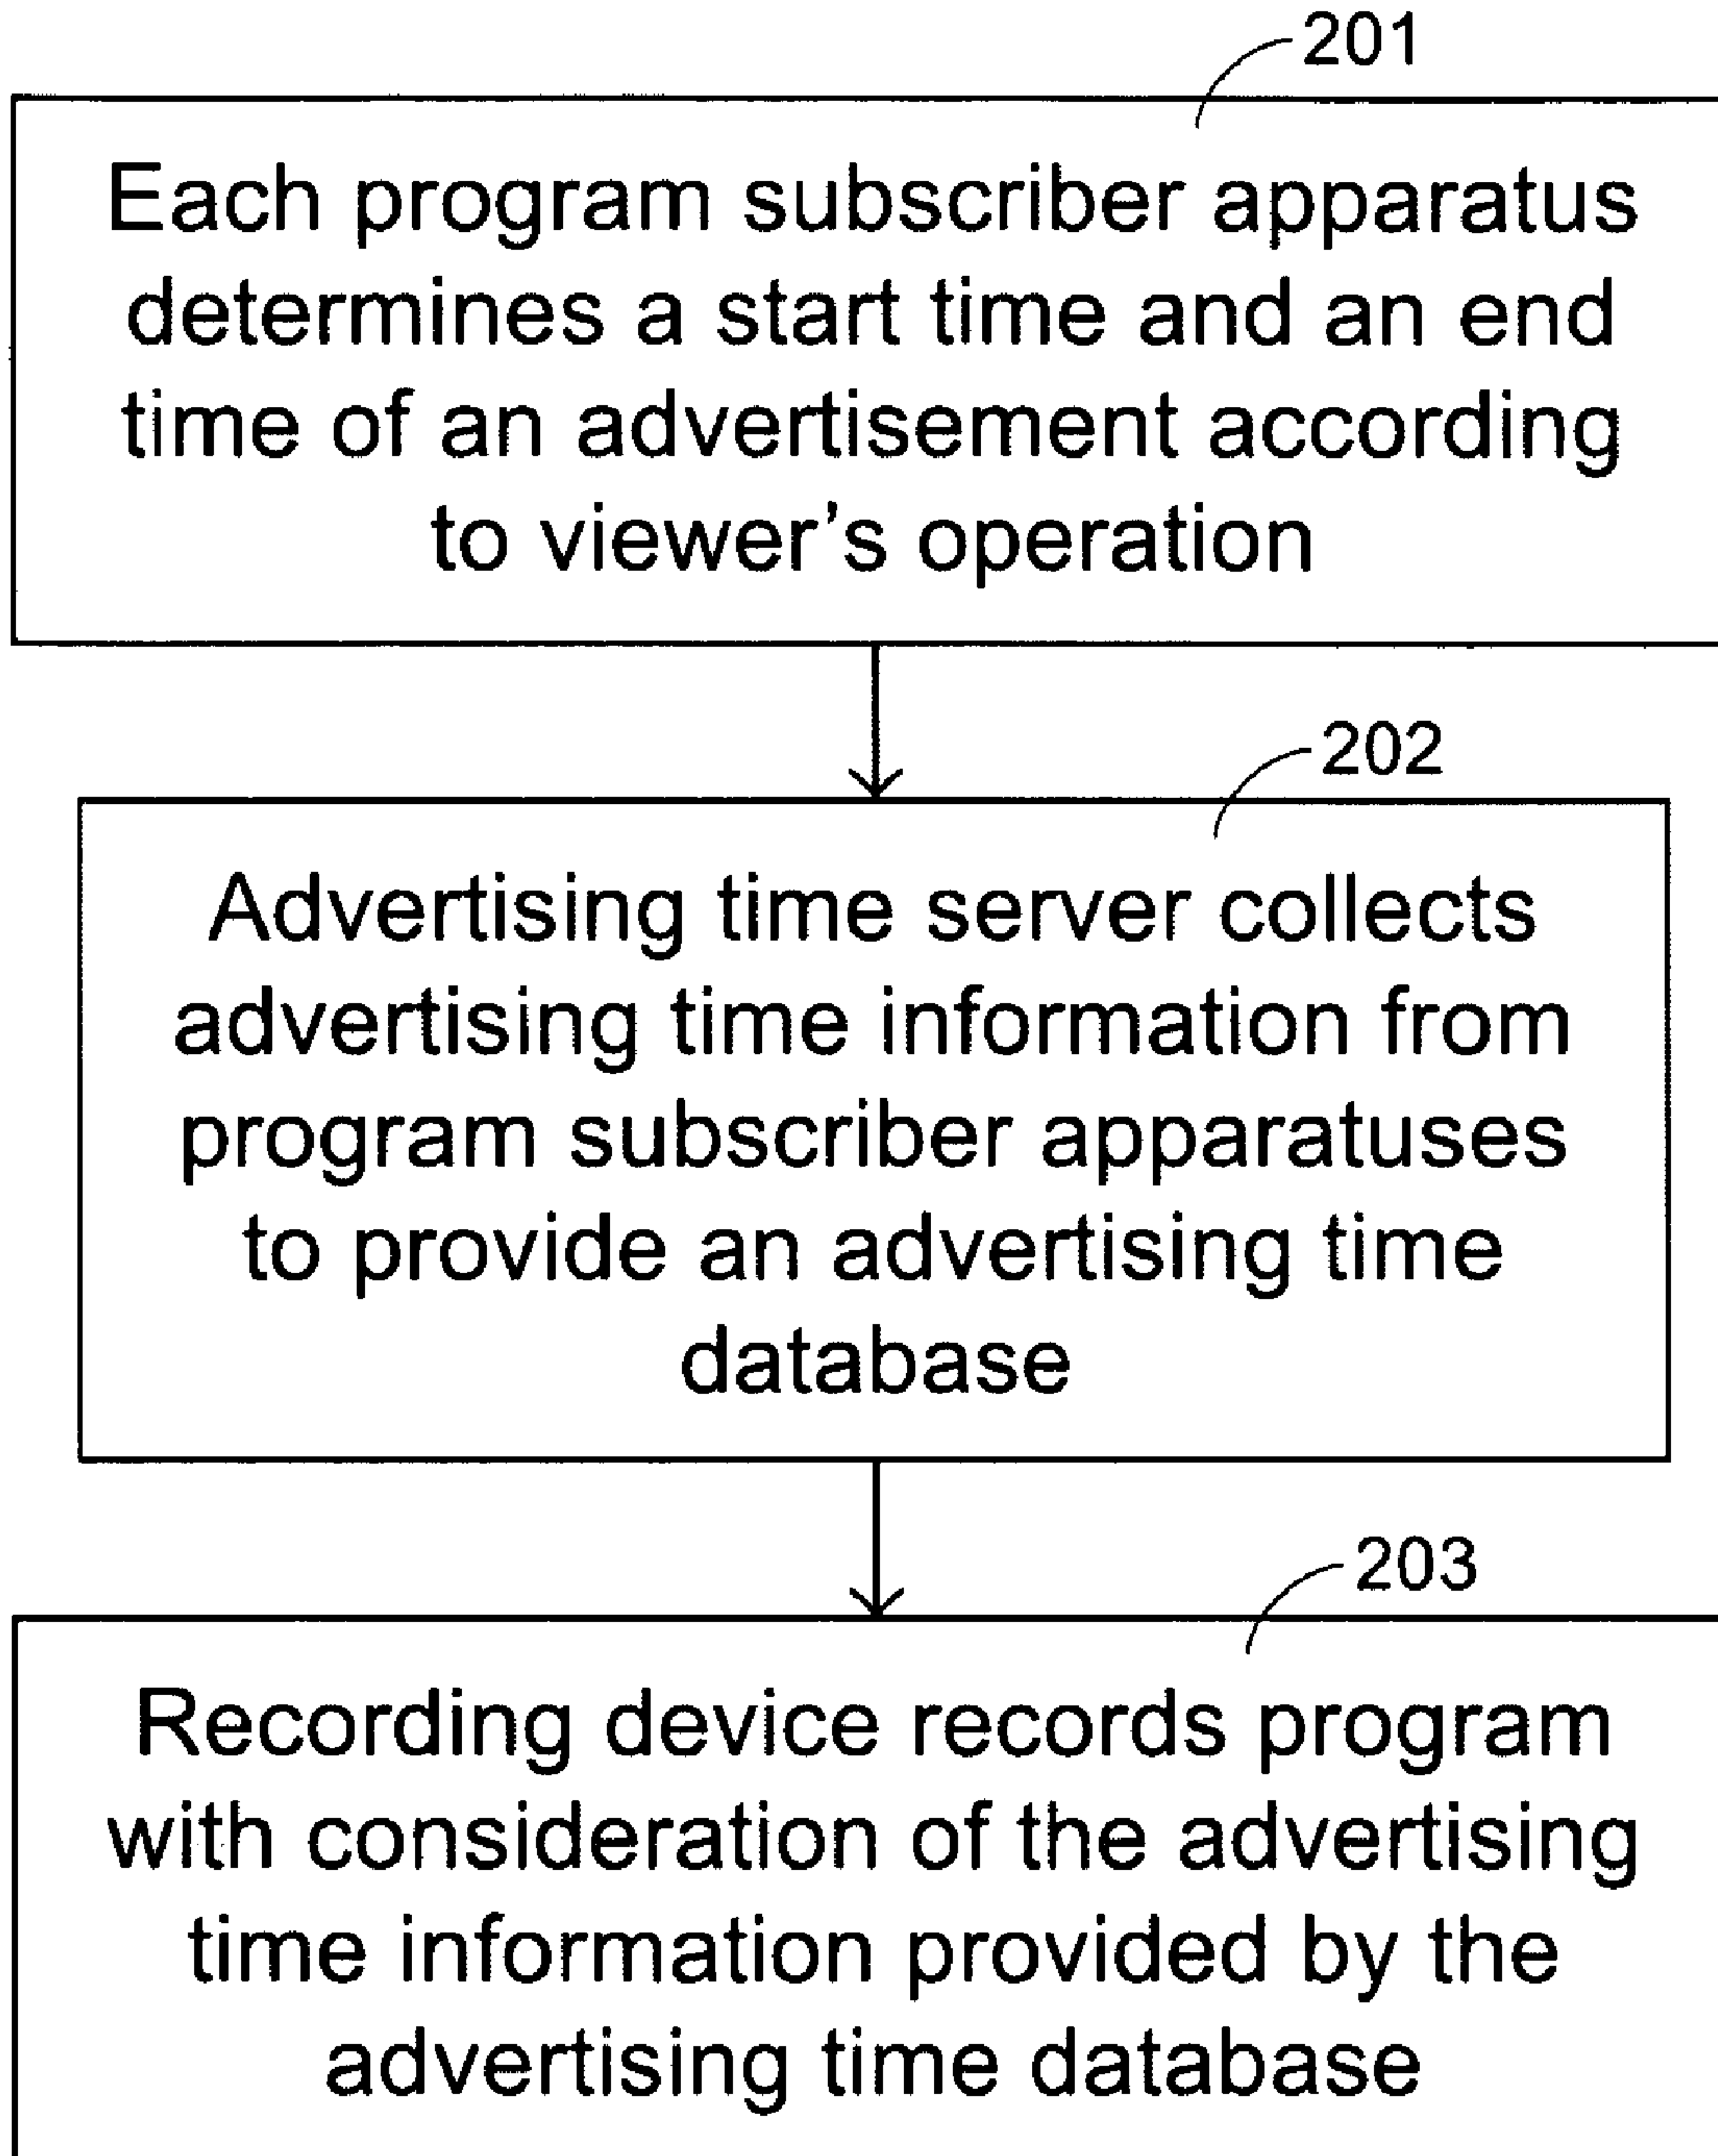 201
Each program subscriber apparatus
determines a start time and an end
time of an advertisement according
to viewer's operation
202
Advertising time server collects
advertising time information from
program subscriber apparatuses
to provide an advertising time
database
203
Recording device records program
with consideration of the advertising
time information provided by the
advertising time database